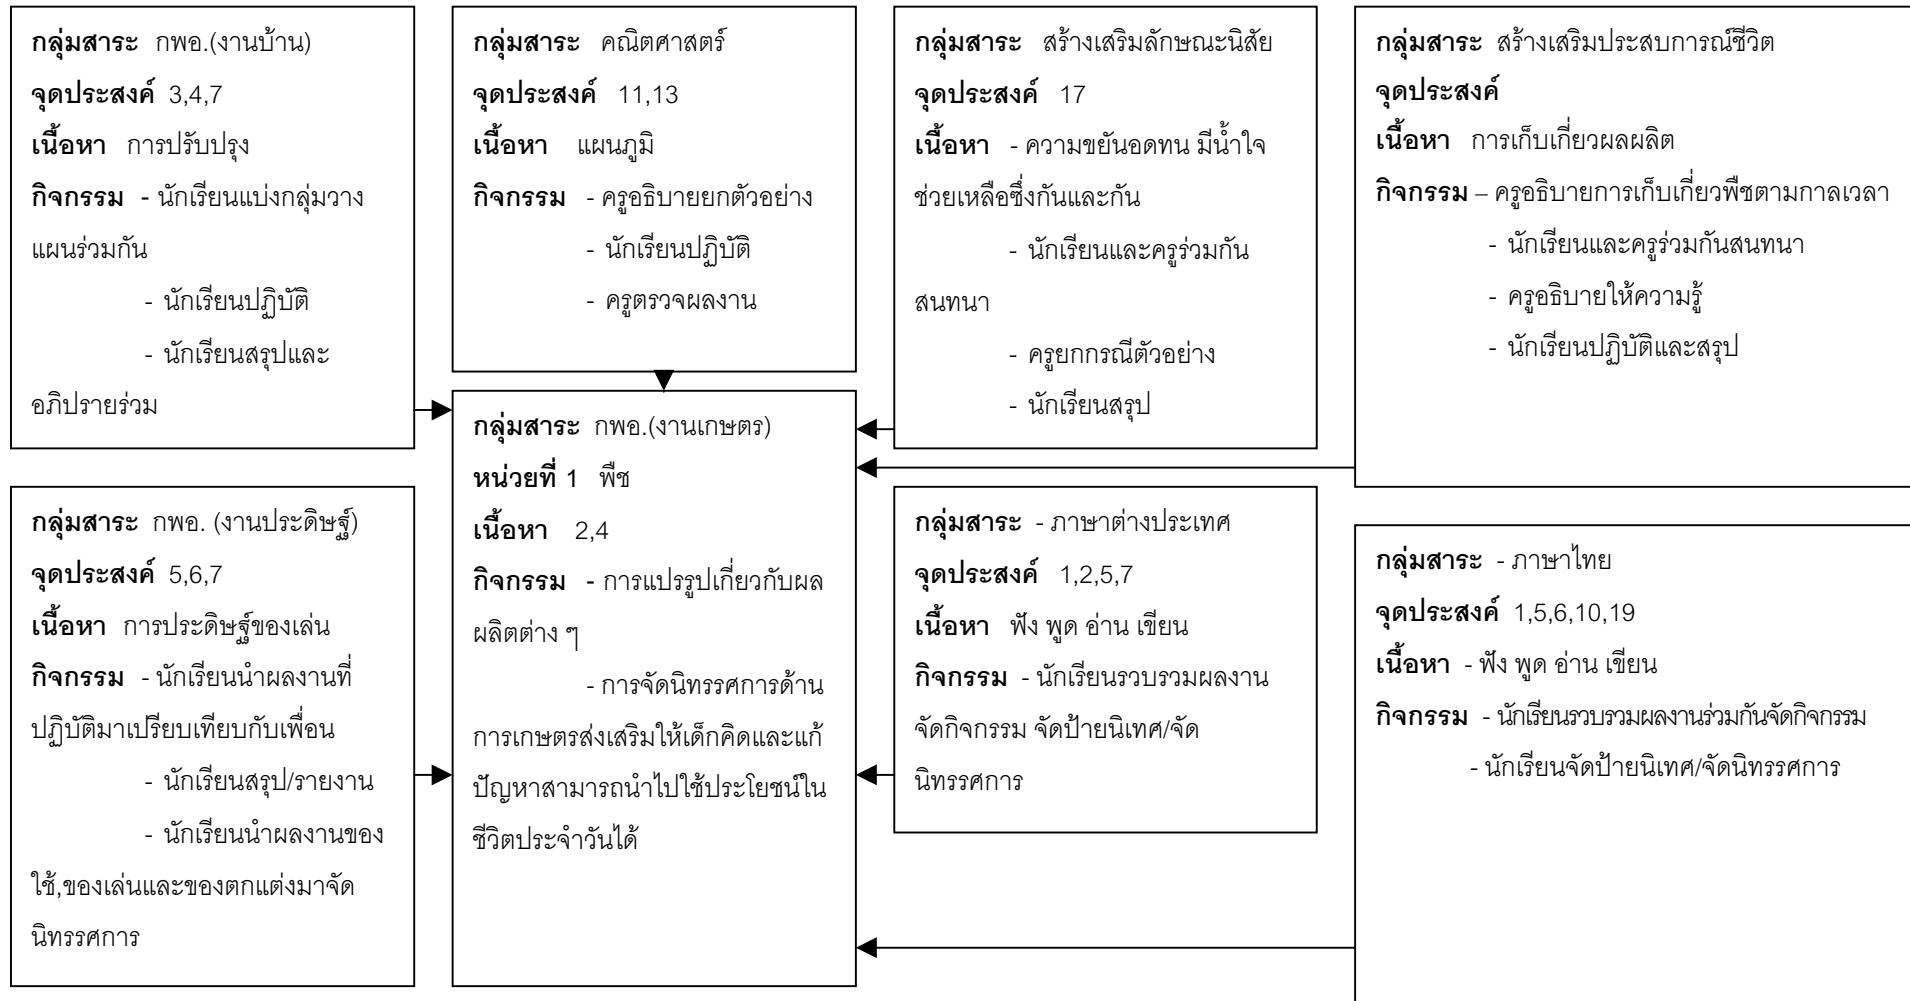 กลุ่มสาระ กพอ.(งานบ้าน)
จุดประสงค์ 3,4,7
เนื้อหา การปรับปรุง
กิจกรรม - นักเรียนแบ่งกลุ่มวาง
แผนร่วมกัน
- นักเรียนปฏิบัติ
- นักเรียนสรุปและ
อภิปรายร่วม
กลุ่มสาระ คณิตศาสตร์
จุดประสงค์ 11,13
เนื้อหา แผนภูมิ
กิจกรรม - ครูอธิบายยกตัวอย่าง
- นักเรียนปฏิบัติ
- ครูตรวจผลงาน
กลุ่มสาระ สร้างเสริมลักษณะนิสัย
จุดประสงค์ 17
เนื้อหา - ความขยันอดทน มีน้ำใจ
ช่วยเหลือซึ่งกันและกัน
- นักเรียนและครูร่วมกัน
สนทนา
- ครูยกกรณีตัวอย่าง
- นักเรียนสรุป
กลุ่มสาระ สร้างเสริมประสบการณ์ชีวิต
จุดประสงค์
เนื้อหา การเก็บเกี่ยวผลผลิต
กิจกรรม – ครูอธิบายการเก็บเกี่ยวพืชตามกาลเวลา
- นักเรียนและครูร่วมกันสนทนา
- ครูอธิบายให้ความรู้
- นักเรียนปฏิบัติและสรุป
กลุ่มสาระ กพอ. (งานประดิษฐ์)
จุดประสงค์ 5,6,7
เนื้อหา การประดิษฐ์ของเล่น
กิจกรรม - นักเรียนนำผลงานที่
ปฏิบัติมาเปรียบเทียบกับเพื่อน
- นักเรียนสรุป/รายงาน
- นักเรียนนำผลงานของ
ใช้,ของเล่นและของตกแต่งมาจัด
นิทรรศการ
กลุ่มสาระ กพอ.(งานเกษตร)
หน่วยที่ 1 พืช
เนื้อหา 2,4
กิจกรรม - การแปรรูปเกี่ยวกับผล
ผลิตต่าง ๆ
- การจัดนิทรรศการด้าน
การเกษตรส่งเสริมให้เด็กคิดและแก้
ปัญหาสามารถนำไปใช้ประโยชน์ใน
ชีวิตประจำวันได้
กลุ่มสาระ - ภาษาต่างประเทศ
จุดประสงค์ 1,2,5,7
เนื้อหา ฟัง พูด อ่าน เขียน
กิจกรรม - นักเรียนรวบรวมผลงาน
จัดกิจกรรม จัดป้ายนิเทศ/จัด
นิทรรศการ
กลุ่มสาระ - ภาษาไทย
จุดประสงค์ 1,5,6,10,19
เนื้อหา - ฟัง พูด อ่าน เขียน
กิจกรรม - นักเรียนรวบรวมผลงานร่วมกันจัดกิจกรรม
- นักเรียนจัดป้ายนิเทศ/จัดนิทรรศการ